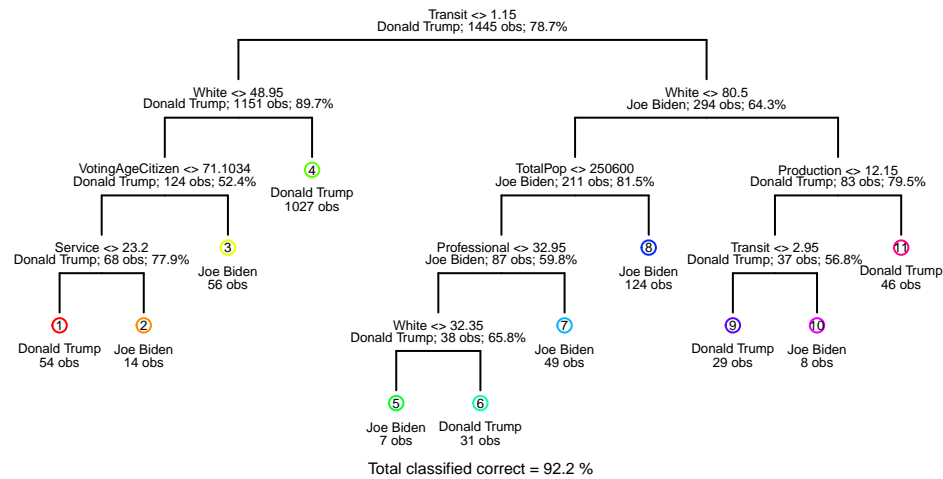 Transit <> 1.15
Donald Trump; 1445 obs; 78.7%
White <> 48.95
Donald Trump; 1151 obs; 89.7%
White <> 80.5
Joe Biden; 294 obs; 64.3%
VotingAgeCitizen <> 71.1034
Donald Trump; 124 obs; 52.4%
4
Donald Trump
1027 obs
TotalPop <> 250600
Joe Biden; 211 obs; 81.5%
Production <> 12.15
Donald Trump; 83 obs; 79.5%
Service <> 23.2
Donald Trump; 68 obs; 77.9%
3
Joe Biden
56 obs
Professional <> 32.95
Joe Biden; 87 obs; 59.8%
8
Joe Biden
124 obs
Transit <> 2.95
Donald Trump; 37 obs; 56.8%
11
Donald Trump
46 obs
1
Donald Trump
54 obs
2
Joe Biden
14 obs
White <> 32.35
Donald Trump; 38 obs; 65.8%
7
Joe Biden
49 obs
9
Donald Trump
29 obs
10
Joe Biden
8 obs
5
Joe Biden
7 obs
6
Donald Trump
31 obs
Total classified correct = 92.2 %